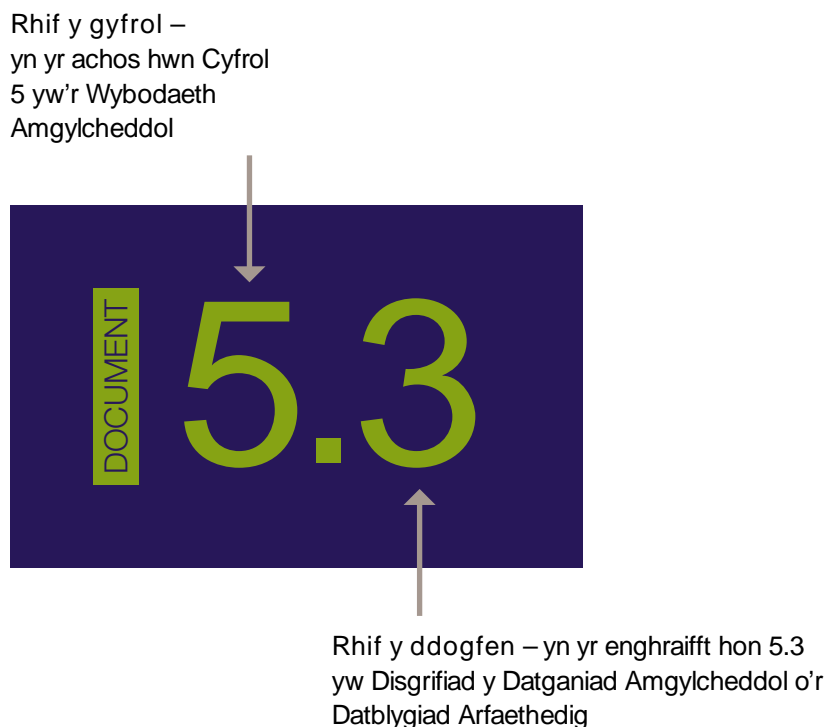 Rhif y gyfrol –
yn yr achos hwn Cyfrol
5 yw’r Wybodaeth
Amgylcheddol
DOCUMENT
5.3
Rhif y ddogfen – yn yr enghraifft hon 5.3
yw Disgrifiad y Datganiad Amgylcheddol o’r
Datblygiad Arfaethedig